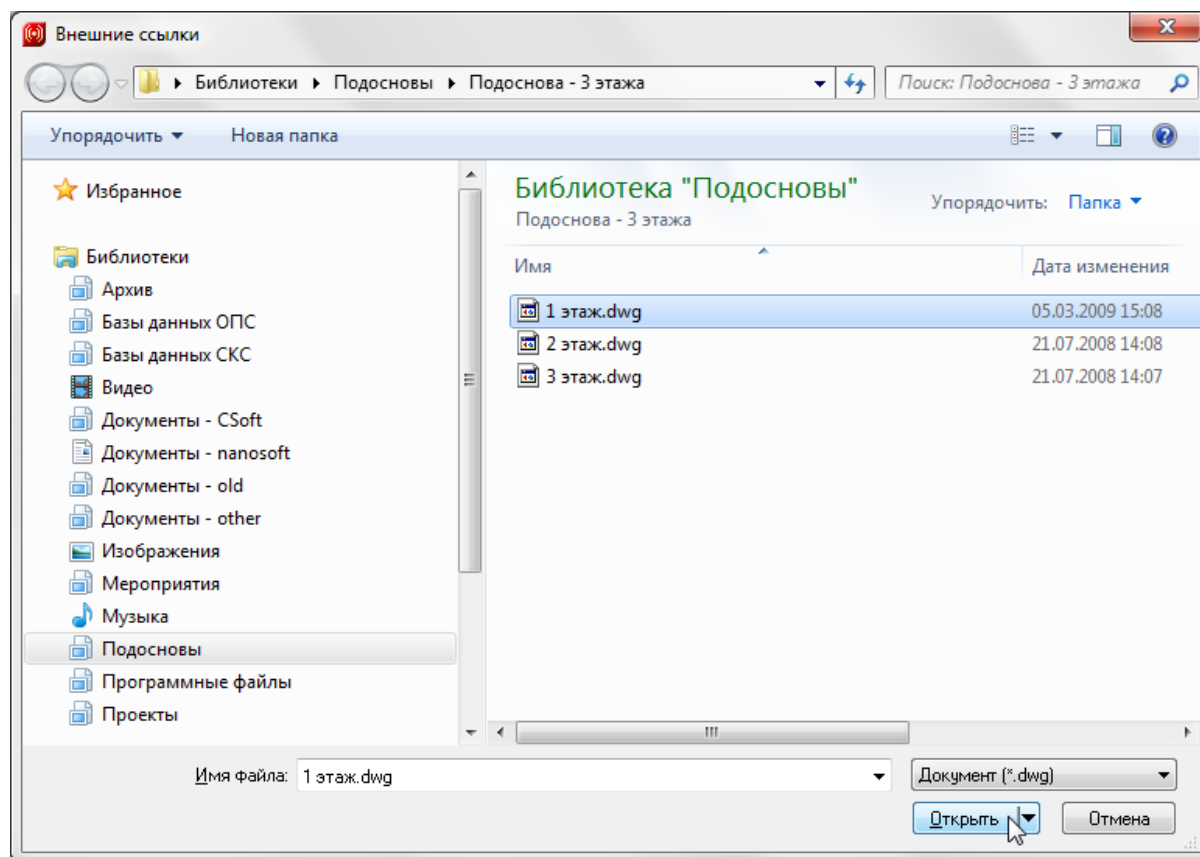 Внешние ссылки
Библиотеки Подосновы Подоснова - 3 этажа Поиск: Подоснова - 3 этажа
Упорядочить Новая папка
Избранное
Библиотеки
Архив
Базы данных ОПС
Базы данных СКС
Видео
Документы - CSoft
Документы - nanosoft
Документы - old
Документы - other
Изображения
Мероприятия
Музыка
Подосновы
Программные файлы
Проекты
Библиотека "Подосновы"
Подоснова - 3 этажа
Упорядочить: Папка
Имя Дата изменения
1 этаж.dwg 05.03.2009 15:08
2 этаж.dwg 21.07.2008 14:08
3 этаж.dwg 21.07.2008 14:07
Имя файла: 1 этаж.dwg Документ (*.dwg)
Открыть Отмена